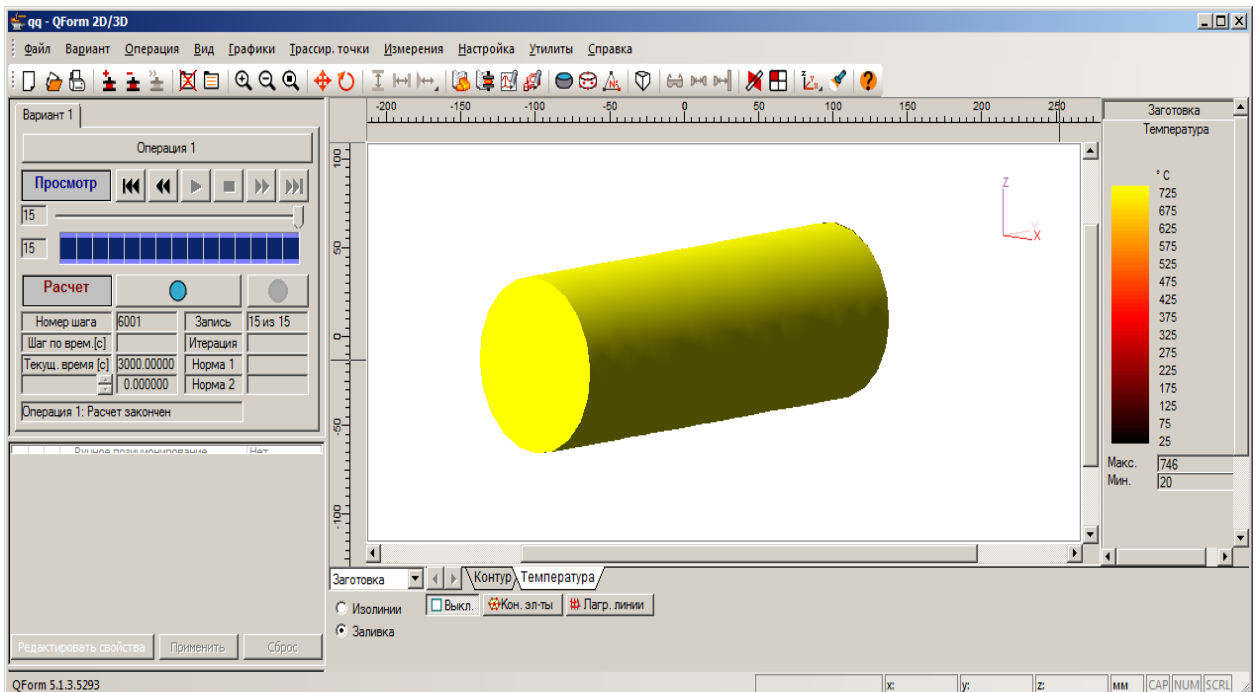 qq - QForm 2D/3D
Файл Вариант Операция Вид Графики Трассир. точки Измерения Настройка Утилиты Справка
Вариант 1
Операция 1
Просмотр
15
15
Расчет
Номер шага 6001 Запись 15 из 15
Шаг по врем.[с] Итерация
Текущ. время [с] 3000.00000 Норма 1
0.000000 Норма 2
Операция 1: Расчет закончен
Ручное позиционирование Нет
Редактировать свойства Применить Сброс
-200 -150 -100 -50 0 50 100 150 200 250
100
50
0
-50
-100
Z
Y
X
Заготовка
Температура
° C
725
675
625
575
525
475
425
375
325
275
225
175
125
75
25
Макс. 746
Мин. 20
Заготовка Контур Температура
Изолинии Выкл. Кон. эл-ты Лагр. линии
Заливка
QForm 5.1.3.5293 x: y: z: мм CAP NUM SCRL